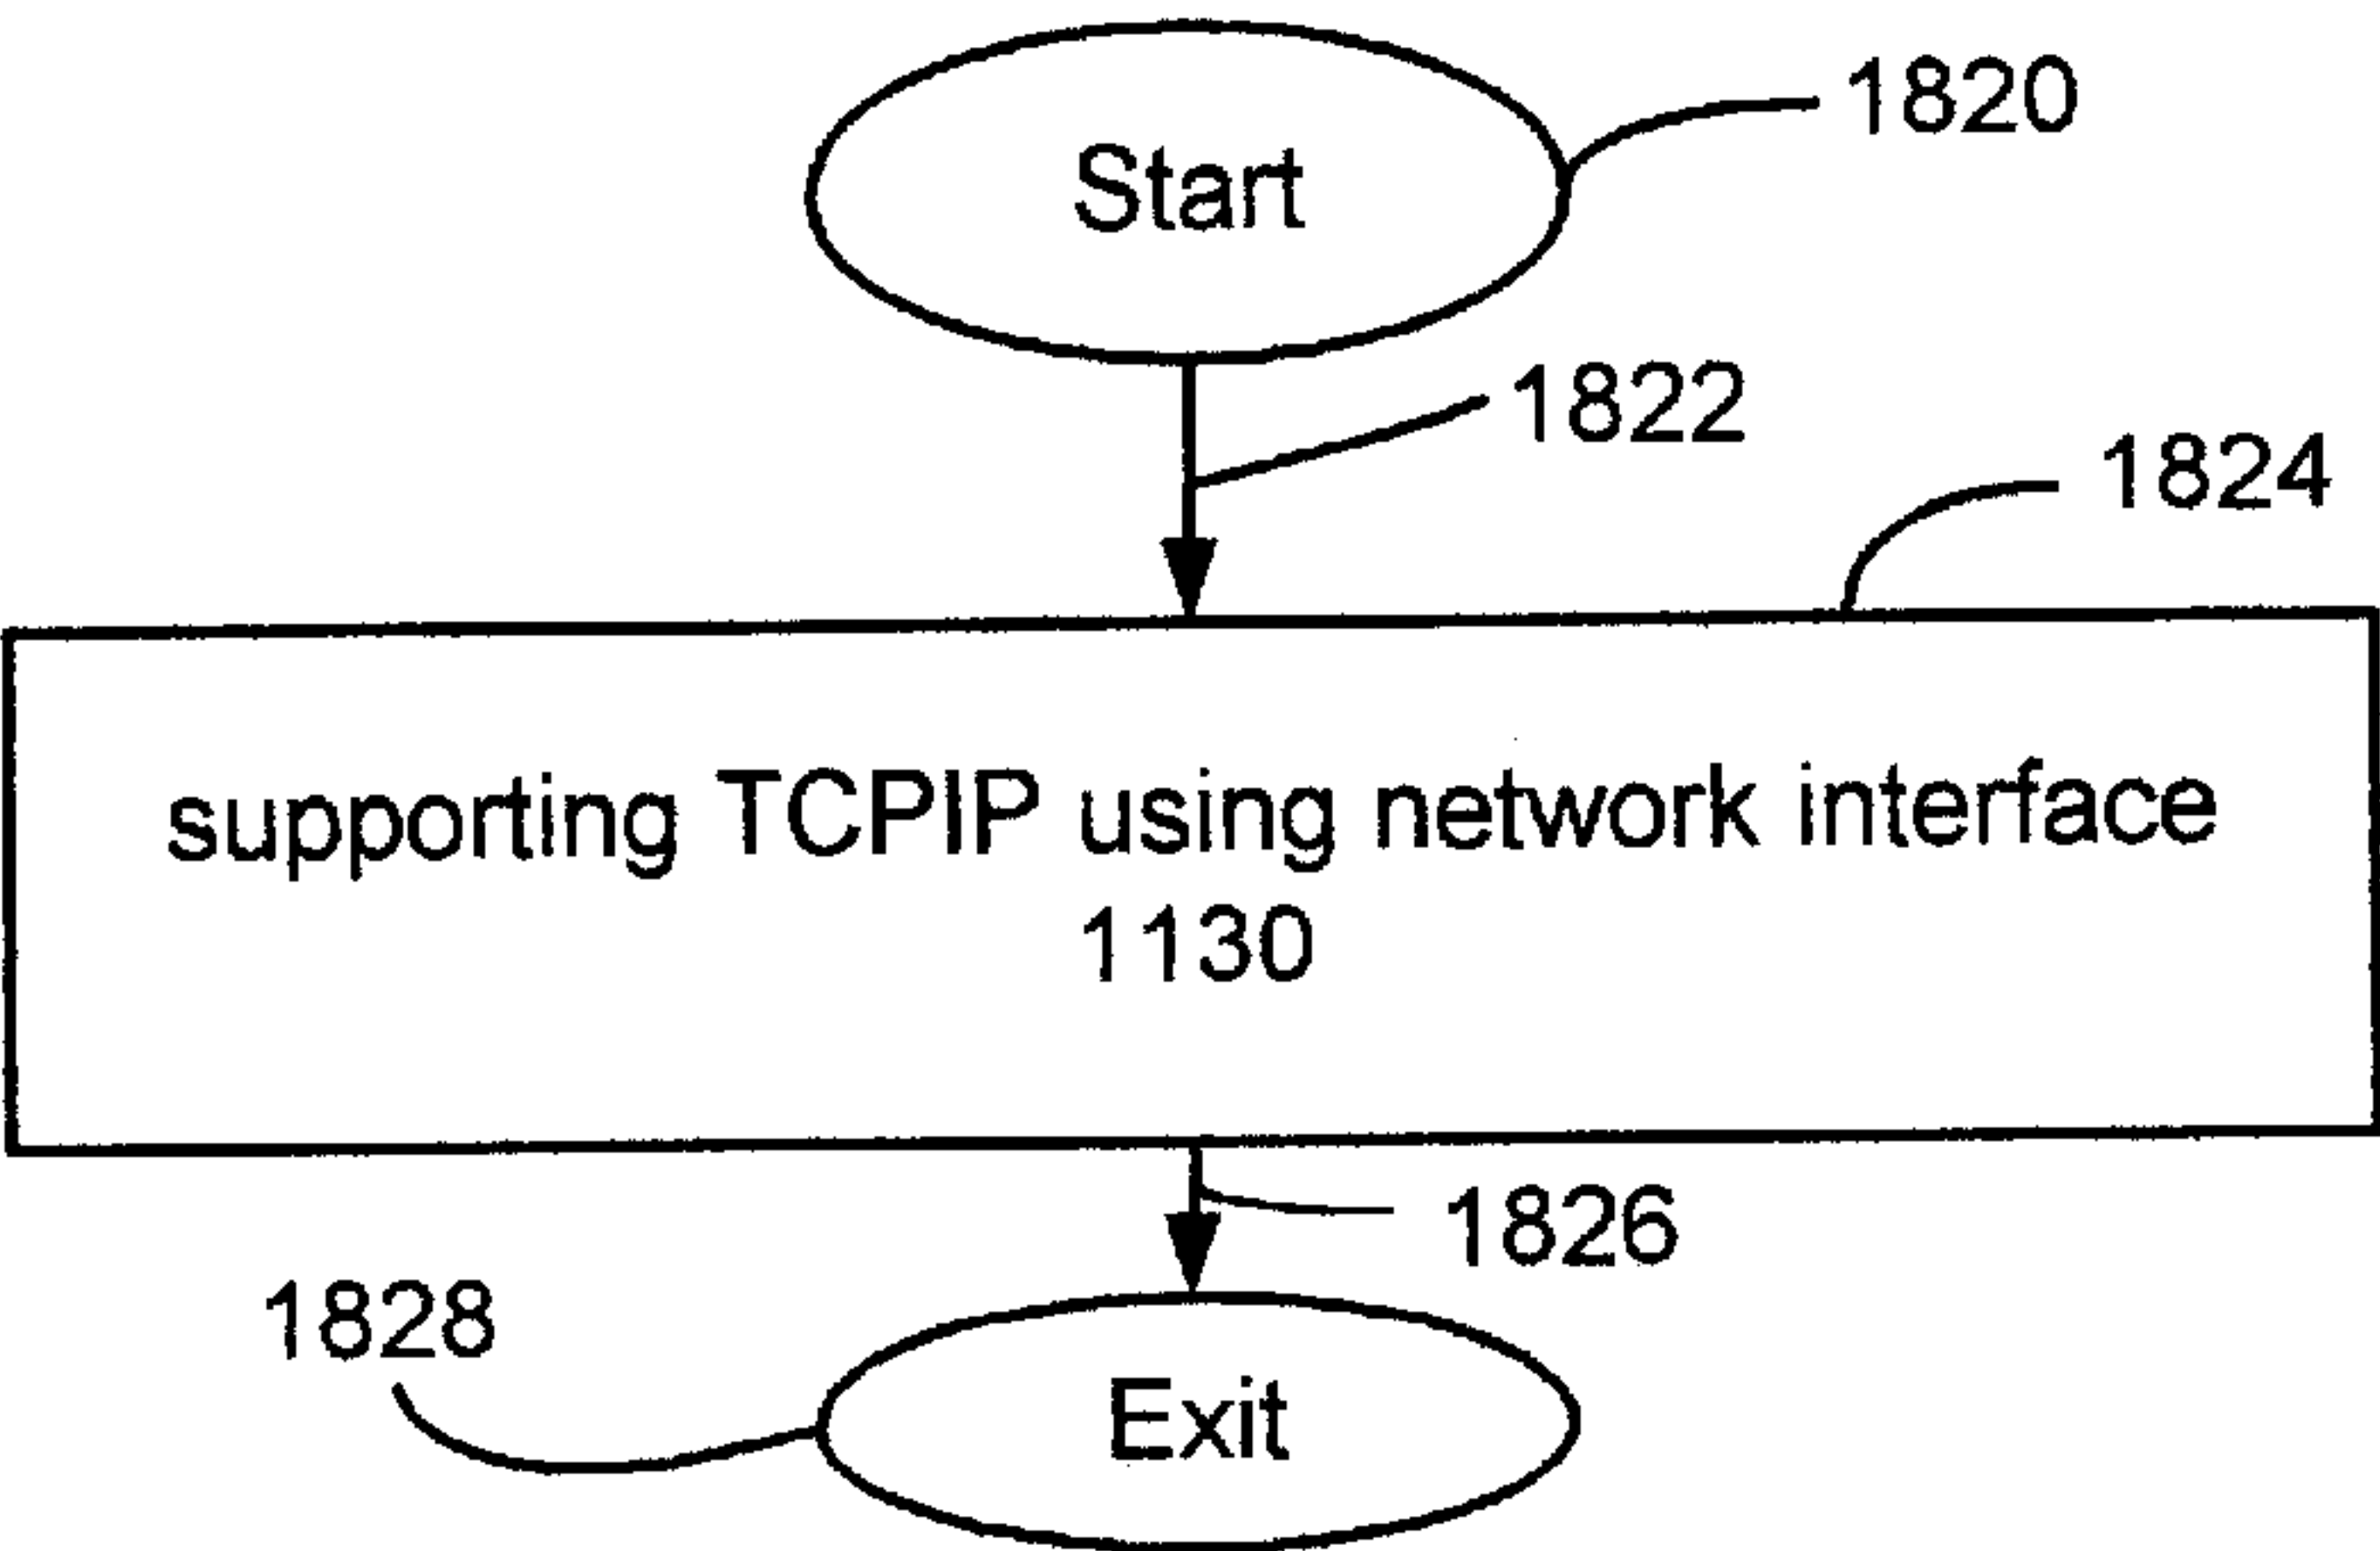 Start
1820
1822
1824
supporting TCPIP using network interface
1130
1826
1828
Exit